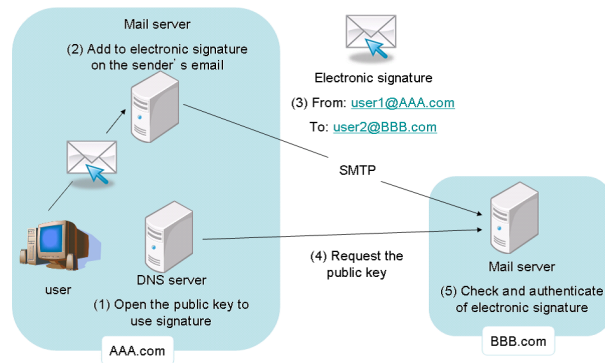 Mail server
(2) Add to electronic signature
on the sender's email
Electronic signature
(3) From: user1@AAA.com
To: user2@BBB.com
SMTP
user
DNS server
(1) Open the public key to
use signature
(4) Request the
public key
Mail server
(5) Check and authenticate
of electronic signature
AAA.com
BBB.com